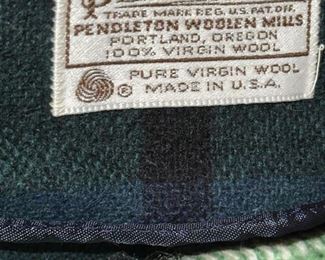 TRADE MARK REG. U.S. PAT. OFF.
PENDLETON WOOLEN MILLS
PORTLAND, OREGON
100% VIRGIN WOOL
PURE VIRGIN WOOL
® MADE IN U.S.A.